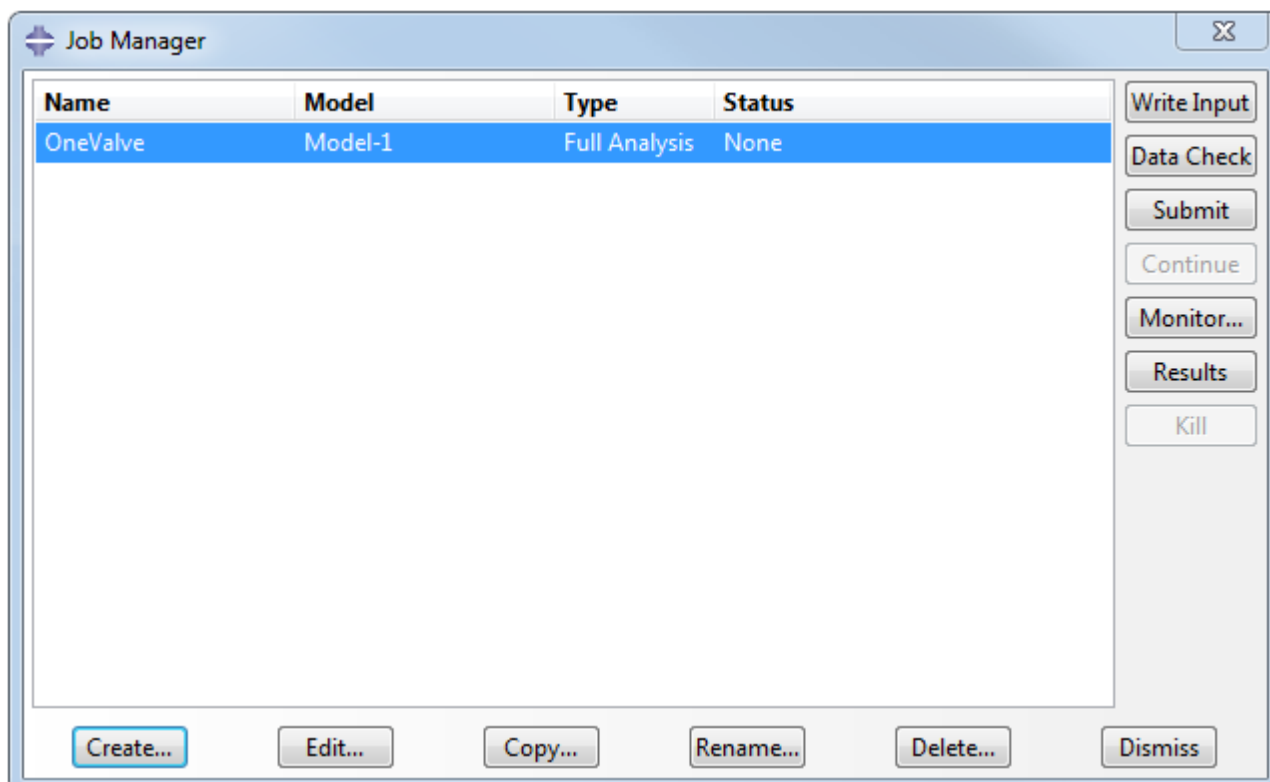 Job Manager
Name Model Type Status
OneValve Model-1 Full Analysis None
Write Input
Data Check
Submit
Continue
Monitor...
Results
Kill
Create... Edit... Copy... Rename... Delete... Dismiss